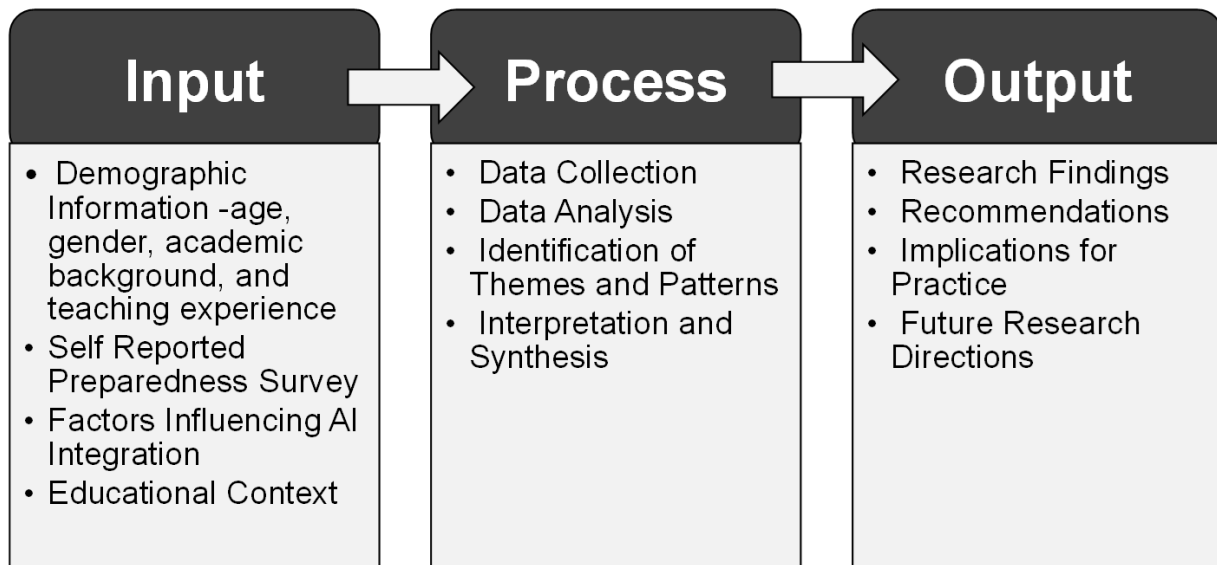 Input
• Demographic
Information -age,
gender, academic
background, and
teaching experience
• Self Reported
Preparedness Survey
• Factors Influencing AI
Integration
• Educational Context
Process
• Data Collection
• Data Analysis
• Identification of
Themes and Patterns
• Interpretation and
Synthesis
Output
• Research Findings
• Recommendations
• Implications for
Practice
• Future Research
Directions